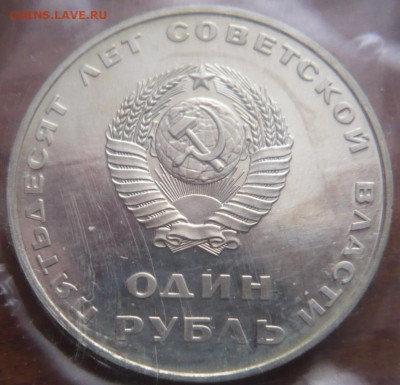 COINS.LAVE.RU
ПЯТЬДЕСЯТ ЛЕТ СОВЕТСКОЙ ВЛАСТИ
ОДИН
РУБЛЬ